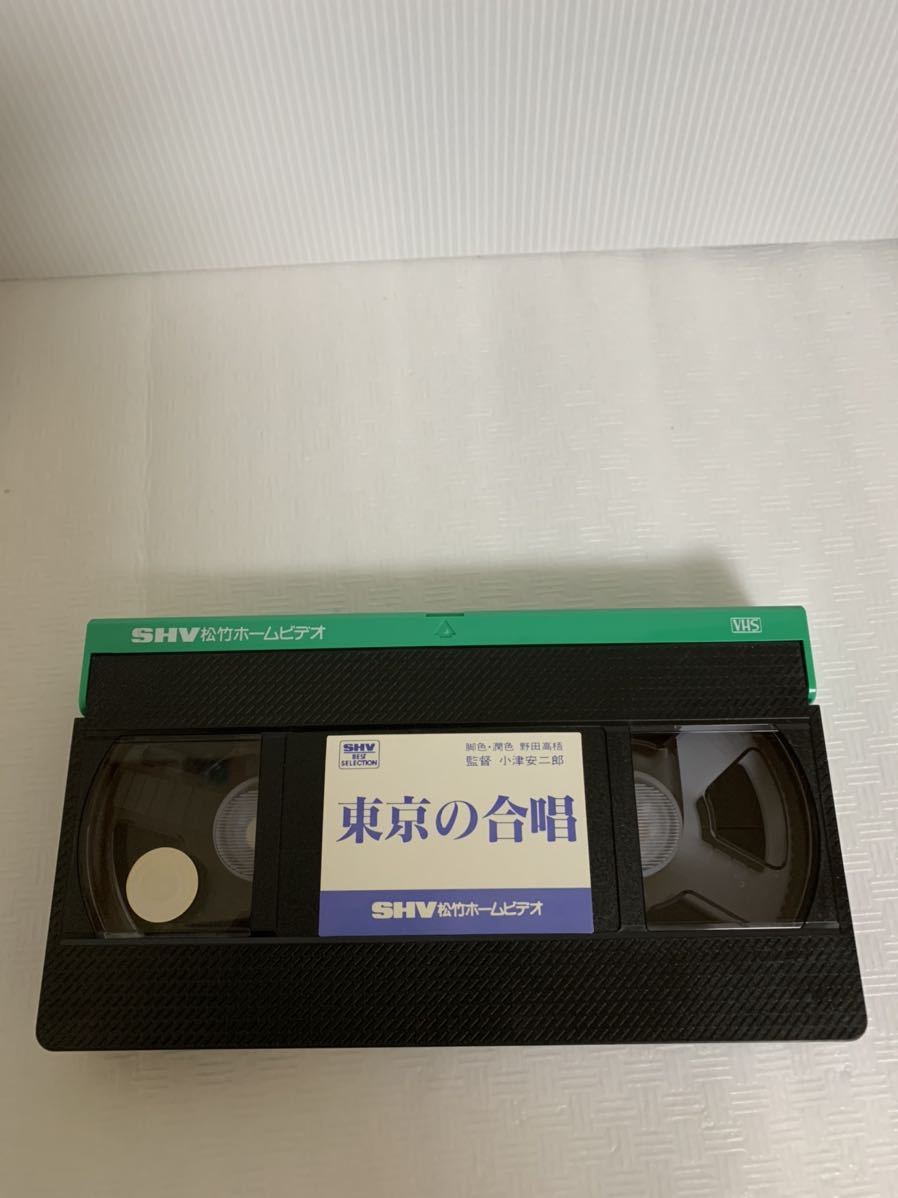 SHV松竹ホームビデオ
VHS
SHV BEST SELECTION
脚色・潤色 野田高梧
監督 小津安二郎
東京の合唱
SHV松竹ホームビデオ